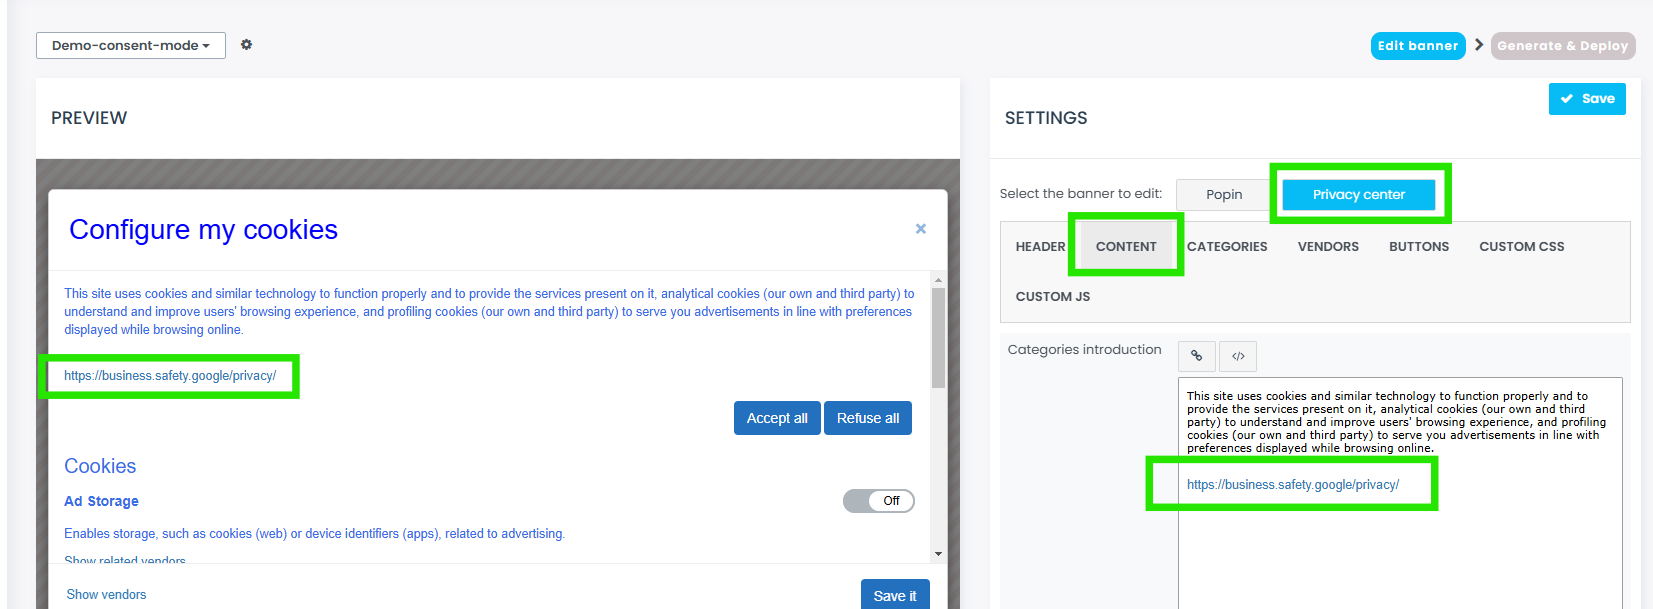 Demo-consent-mode
Edit banner
Generate & Deploy
PREVIEW
Configure my cookies
×
This site uses cookies and similar technology to function properly and to provide the services present on it, analytical cookies (our own and third party) to
understand and improve users' browsing experience, and profiling cookies (our own and third party) to serve you advertisements in line with preferences
displayed while browsing online.
https://business.safety.google/privacy/
Accept all
Refuse all
Cookies
Ad Storage
Off
Enables storage, such as cookies (web) or device identifiers (apps), related to advertising.
Show related vendors
Show vendors
Save it
SETTINGS
Save
Select the banner to edit:
Popin
Privacy center
HEADER
CONTENT
CATEGORIES
VENDORS
BUTTONS
CUSTOM CSS
CUSTOM JS
Categories introduction
</>
This site uses cookies and similar technology to function properly and to
provide the services present on it, analytical cookies (our own and third
party) to understand and improve users' browsing experience, and profiling
cookies (our own and third party) to serve you advertisements in line with
preferences displayed while browsing online.
https://business.safety.google/privacy/